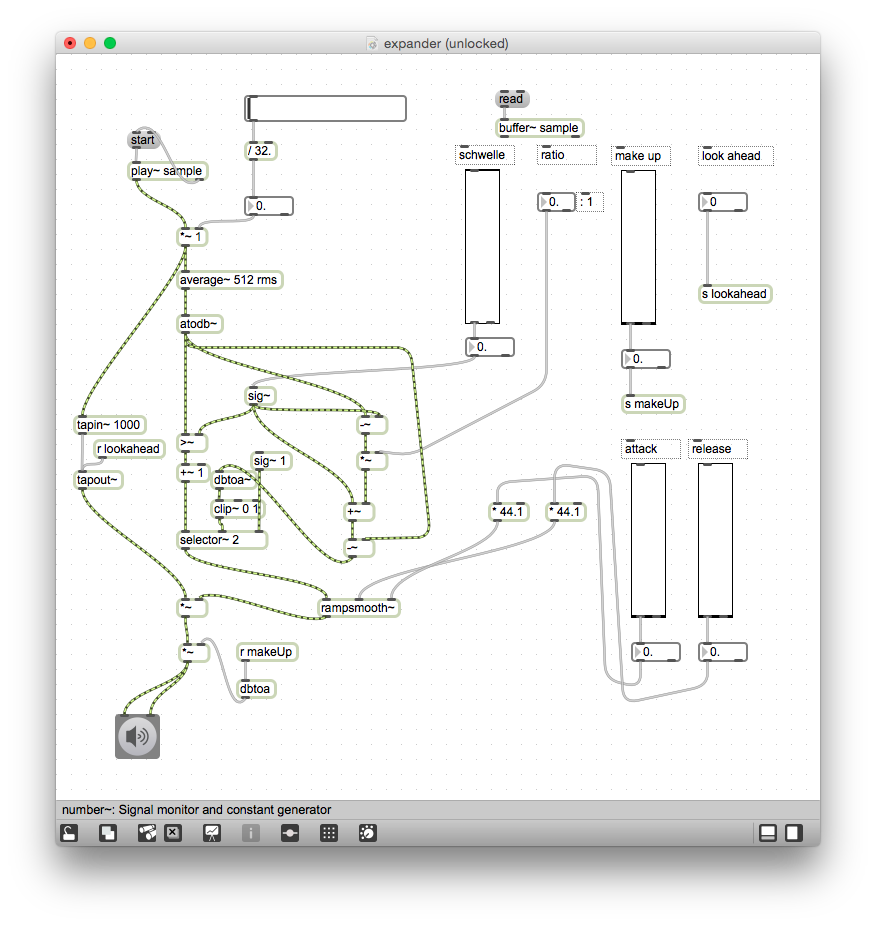 expander (unlocked)
read
start
buffer~ sample
/ 32.
schwelle
ratio
make up
look ahead
play~ sample
0.
0.
: 1
0
*~ 1
average~ 512 rms
s lookahead
atodb~
0.
0.
sig~
s makeUp
tapin~ 1000
-~
r lookahead
>~
attack
release
sig~ 1
*~
+~ 1
tapout~
dbtoa~
clip~ 0 1
+~
* 44.1
* 44.1
selector~ 2
-~
*~
rampsmooth~
*~
r makeUp
0.
0.
dbtoa
number~: Signal monitor and constant generator